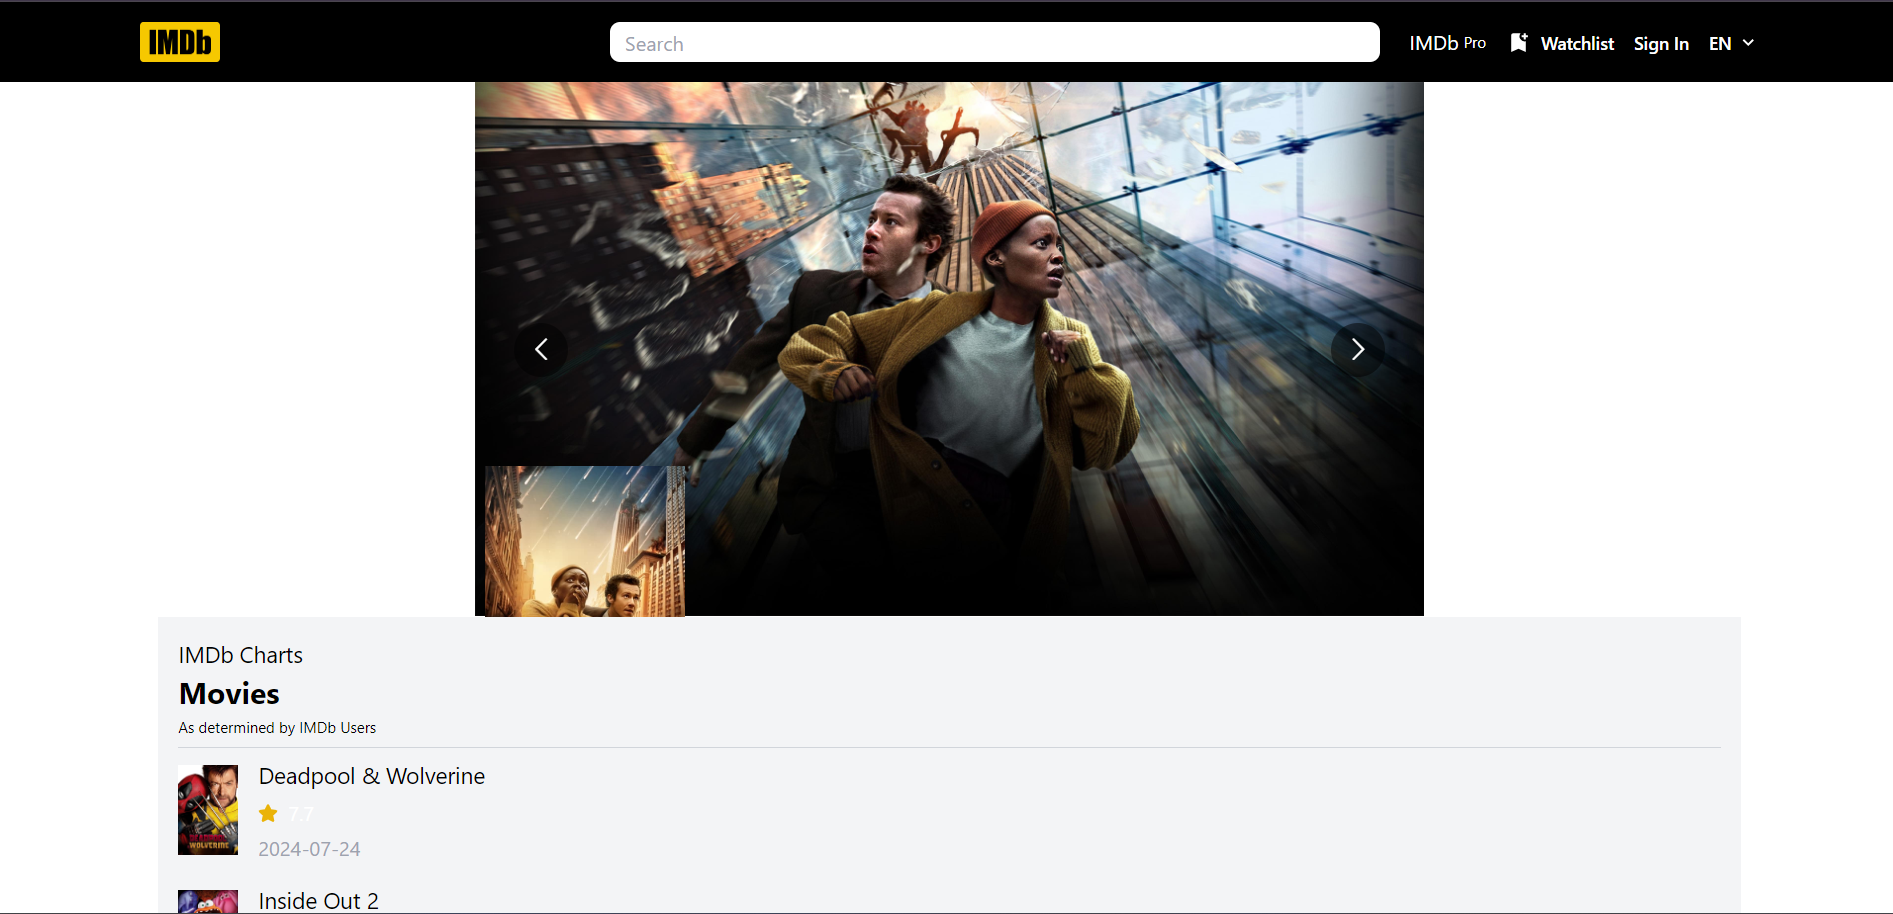 IMDb
Search
IMDb Pro
Watchlist
Sign In
EN
IMDb Charts
Movies
As determined by IMDb Users
Deadpool & Wolverine
7.7
2024-07-24
WOLVERINE
Inside Out 2